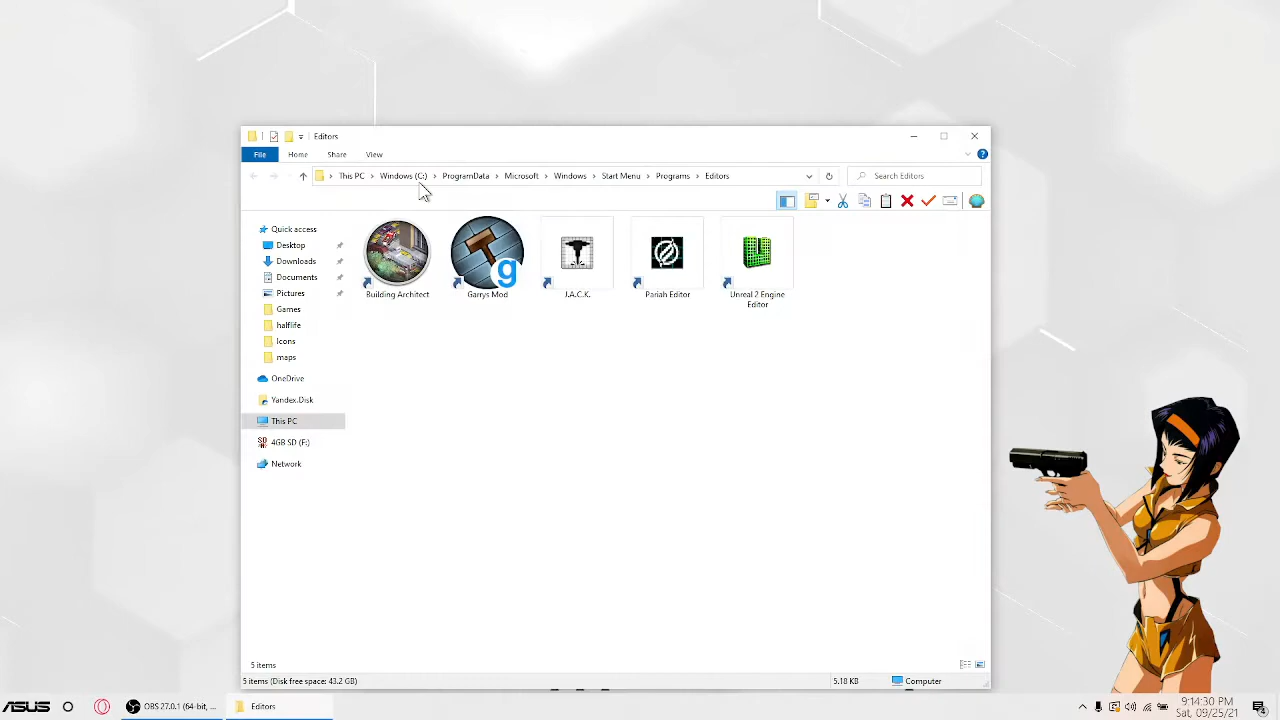 Editors
File Home Share View
This PC Windows (C:) ProgramData Microsoft Windows Start Menu Programs Editors
Search Editors
Quick access
Desktop
Downloads
Documents
Pictures
Games
halflife
Icons
maps
OneDrive
Yandex.Disk
This PC
4GB SD (F:)
Network
Building Architect
Garrys Mod
J.A.C.K.
Pariah Editor
Unreal 2 Engine
Editor
5 items
5 items (Disk free space: 43.2 GB)
5.18 KB
Computer
ASUS
OBS 27.0.1 (64-bit, ...
Editors
9:14:30 PM
Sat, 09/25/21
4